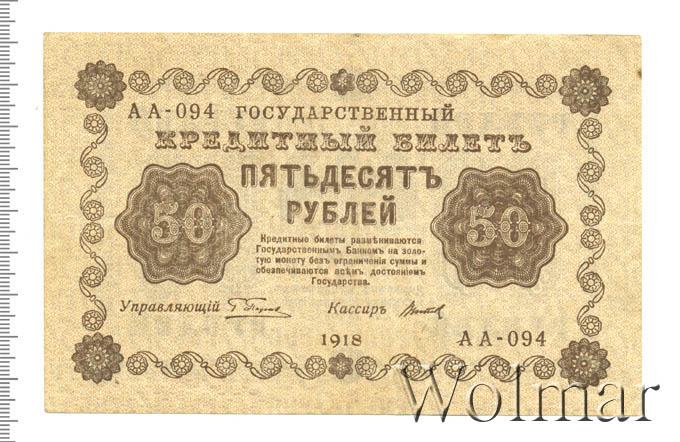 АА-094 ГОСУДАРСТВЕННЫЙ
КРЕДИТНЫЙ БИЛЕТЪ
ПЯТЬДЕСЯТЪ
РУБЛЕЙ
50
50
Кредитные билеты размѣниваются
Государственнымъ Банкомъ на золо-
тую монету безъ ограниченія суммы и
обезпечиваются всѣмъ достояніемъ
Государства.
Управляющій
Кассиръ
1918
АА-094
Wolmar